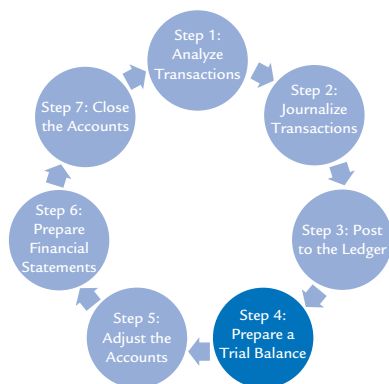 Step 1:
Analyze
Transactions
Step 2:
Journalize
Transactions
Step 3: Post
to the Ledger
Step 4:
Prepare a
Trial Balance
Step 5:
Adjust the
Accounts
Step 6:
Prepare
Financial
Statements
Step 7: Close
the Accounts